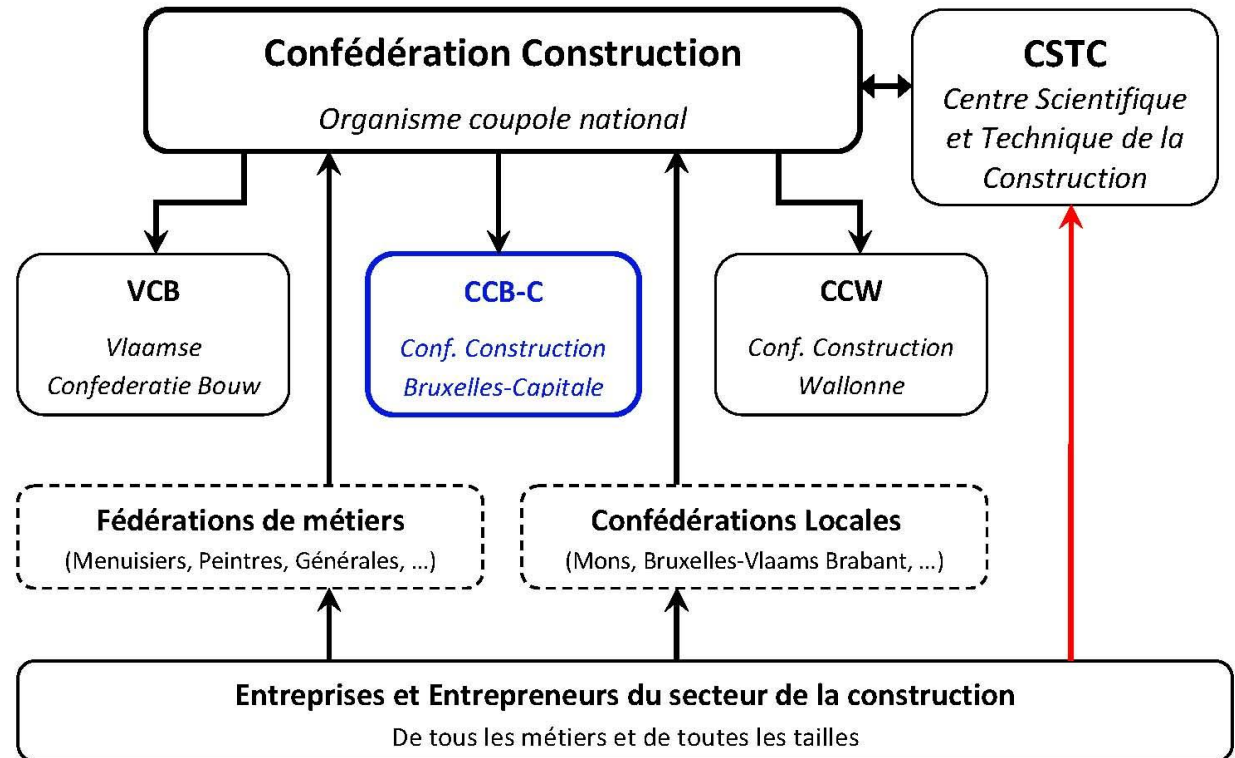 Confédération Construction
Organisme coupole national
CSTC
Centre Scientifique
et Technique de la
Construction
VCB
Vlaamse
Confederatie Bouw
CCB-C
Conf. Construction
Bruxelles-Capitale
CCW
Conf. Construction
Wallonne
Fédérations de métiers
(Menuisiers, Peintres, Générales, ...)
Confédérations Locales
(Mons, Bruxelles-Vlaams Brabant, ...)
Entreprises et Entrepreneurs du secteur de la construction
De tous les métiers et de toutes les tailles